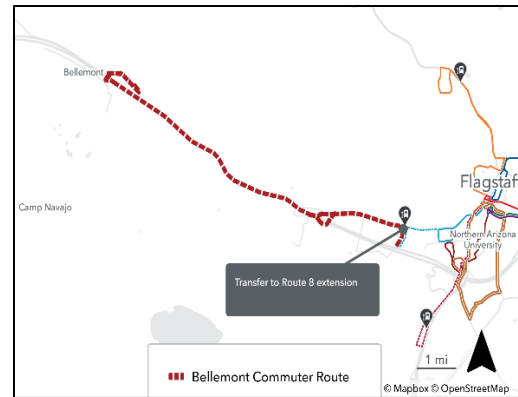 Bellemont
Flagstaff
Camp Navajo
Northern Arizona
University
Transfer to Route 8 extension
1 mi
Bellemont Commuter Route
© Mapbox © OpenStreetMap